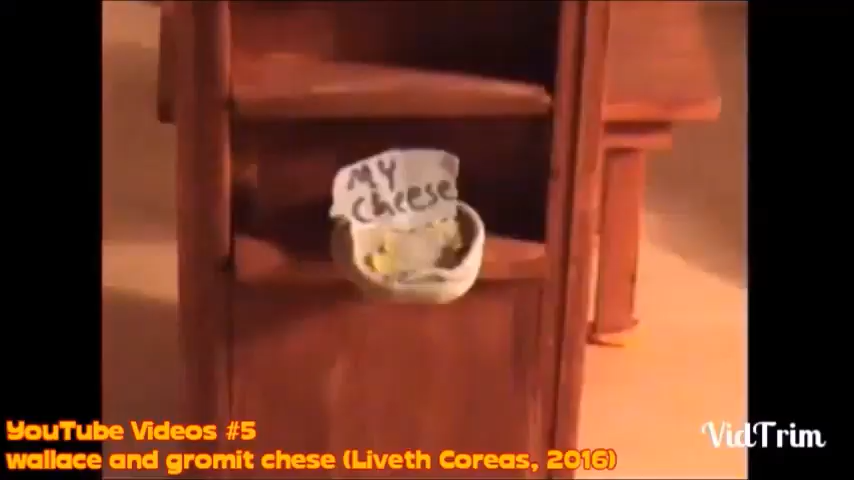 MY
cheese
YouTube Videos #5
wallace and gromit chese (Liveth Coreas, 2016)
VidTrim